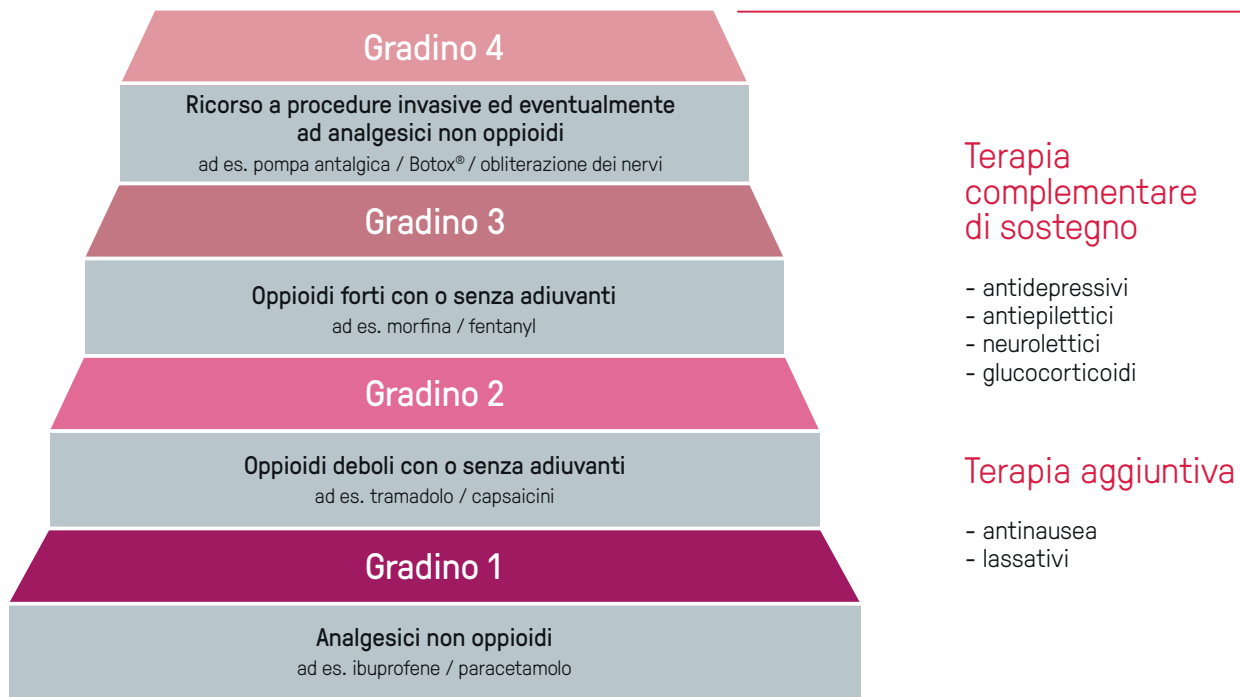 Gradino 4
Ricorso a procedure invasive ed eventualmente
ad analgesici non oppioidi
ad es. pompa antalgica / Botox® / obliterazione dei nervi
Gradino 3
Oppioidi forti con o senza adiuvanti
ad es. morfina / fentanyl
Gradino 2
Oppioidi deboli con o senza adiuvanti
ad es. tramadolo / capsaicini
Gradino 1
Analgesici non oppioidi
ad es. ibuprofene / paracetamolo
Terapia
complementare
di sostegno
- antidepressivi
- antiepilettici
- neurolettici
- glucocorticoidi
Terapia aggiuntiva
- antinausea
- lassativi